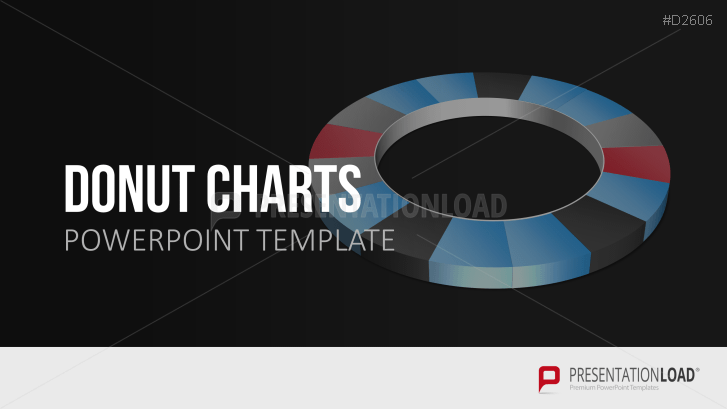 #D2606
DONUT CHARTS
PRESENTATIONLOAD
POWERPOINT TEMPLATE
PRESENTATIONLOAD®
Premium PowerPoint Templates